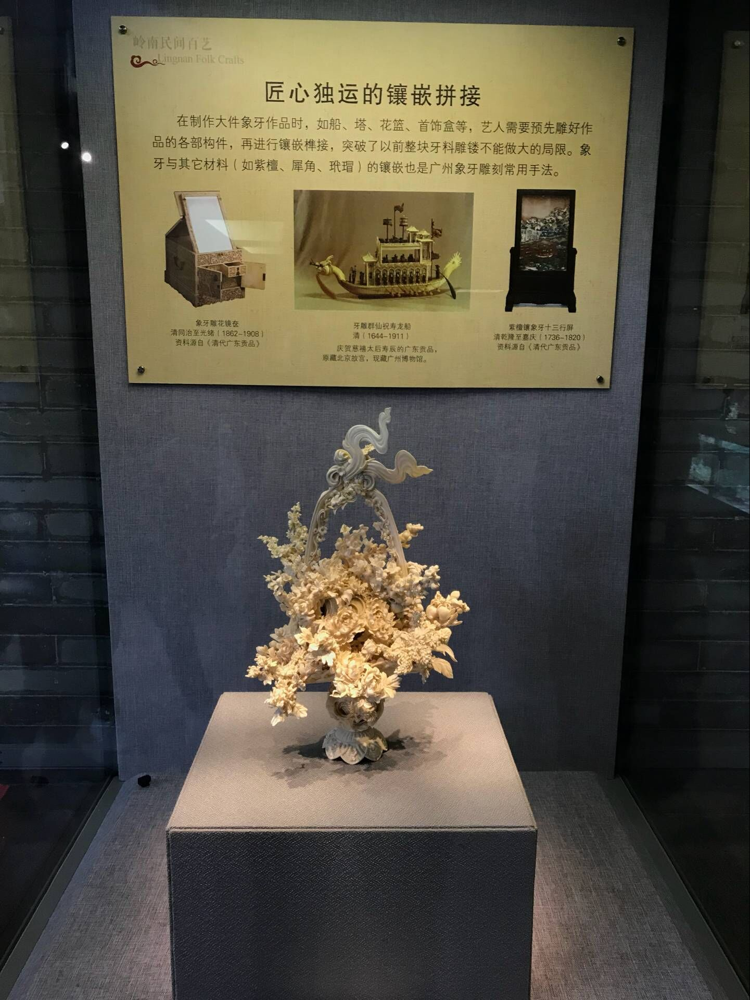 岭南民间百艺
Lingnan Folk Crafts
匠心独运的镶嵌拼接
在制作大件象牙作品时，如船、塔、花篮、首饰盒等，艺人需要预先雕好作
品的各部构件，再进行镶嵌榫接，突破了以前整块牙料雕镂不能做大的局限。象
牙与其它材料（如紫檀、犀角、玳瑁）的镶嵌也是广州象牙雕刻常用手法。
象牙雕花镜奁
清同治至光绪（1862-1908）
资料源自《清代广东贡品》
牙雕群仙祝寿龙船
清（1644-1911）
庆贺慈禧太后寿辰的广东贡品，
原藏北京故宫，现藏广州博物馆。
紫檀镶象牙十三行屏
清乾隆至嘉庆（1736-1820）
资料源自《清代广东贡品》